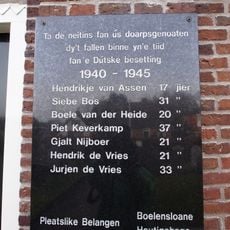 Ta de neitins fan ús doarpsgenoaten
dy't fallen binne yn'e tiid
fan'e Dútske besetting
1940 - 1945
Hendrikje van Assen 17 jier
Siebe Bos 31 "
Boele van der Heide 20 "
Piet Keverkamp 37 "
Gjalt Nijboer 21 "
Hendrik de Vries 21 "
Jurjen de Vries 33 "
Pleatslike Belangen Boelensloane